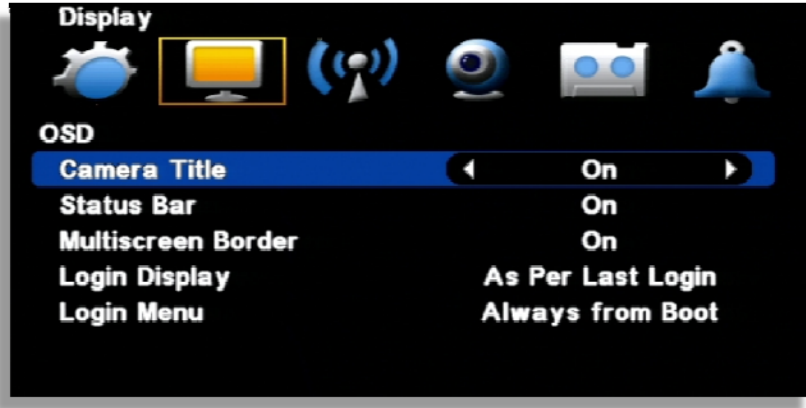 Display
OSD
Camera Title On
Status Bar On
Multiscreen Border On
Login Display As Per Last Login
Login Menu Always from Boot